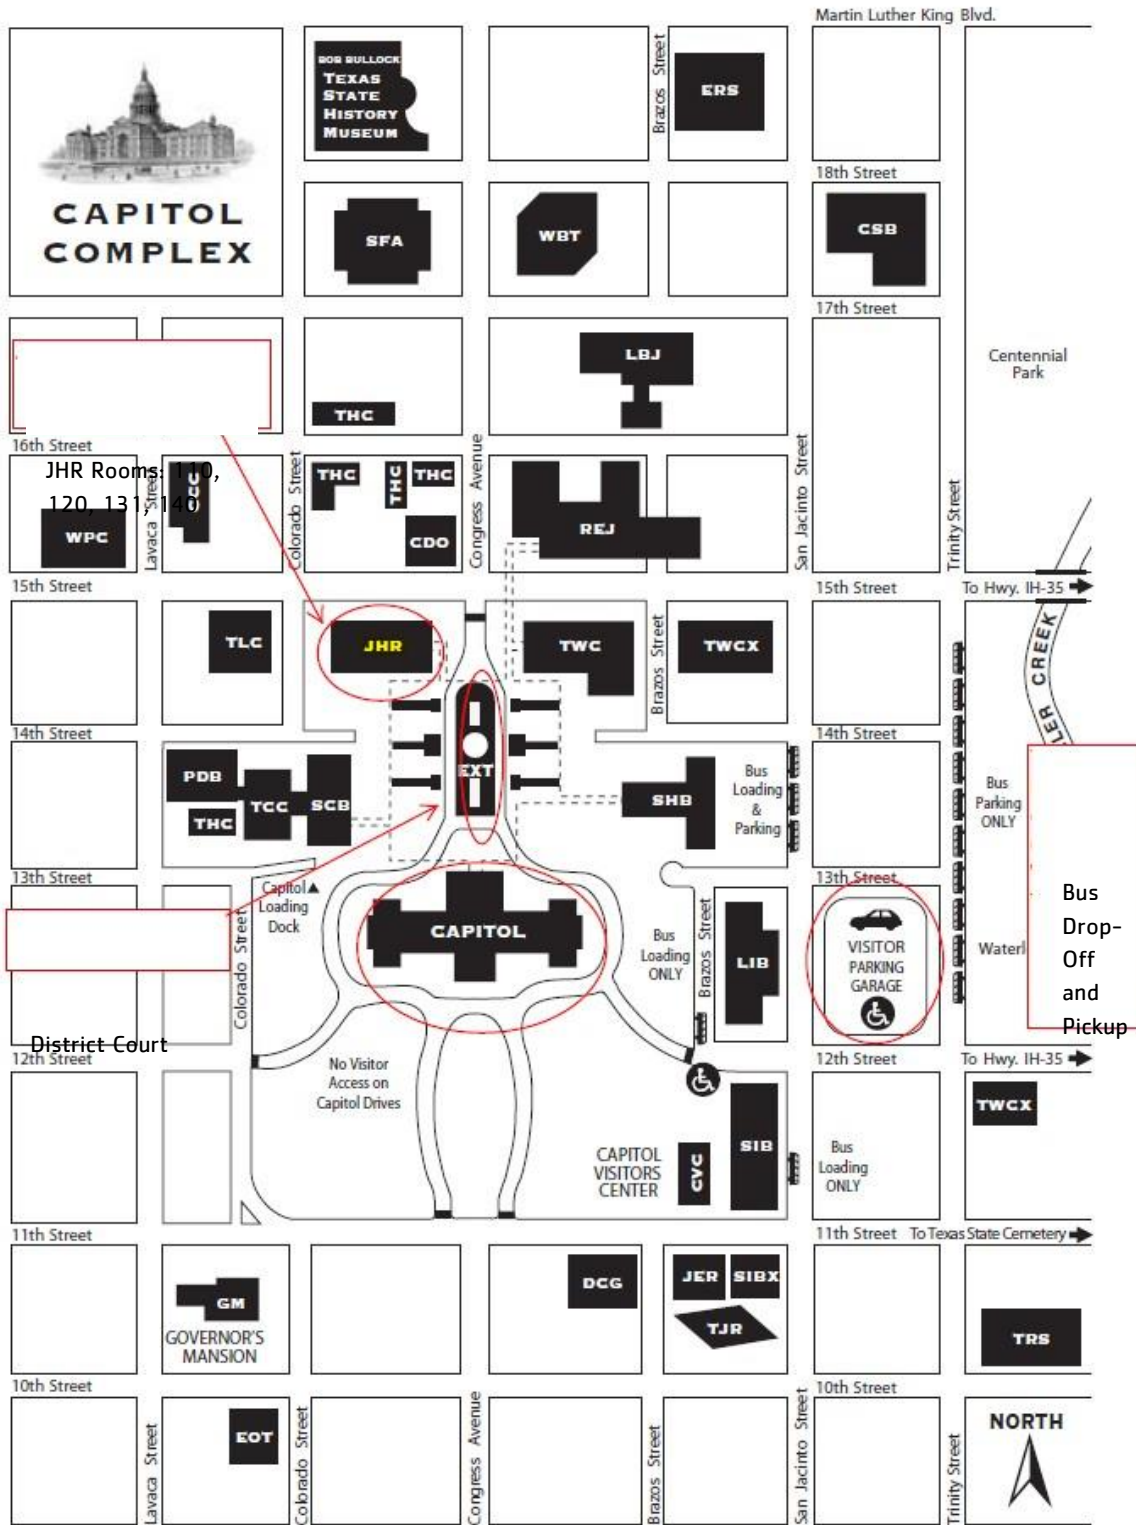 Martin Luther King Blvd.
CAPITOL
COMPLEX
BOB BULLOCK
TEXAS
STATE
HISTORY
MUSEUM
Brazos Street
ERS
18th Street
SFA
WBT
CSB
17th Street
LBJ
THC
Centennial
Park
16th Street
JHR Rooms: 110,
120, 131, 140
WPC
Lavaca Street
Colorado Street
THC
THC
THC
CDO
Congress Avenue
REJ
San Jacinto Street
Trinity Street
15th Street
15th Street
To Hwy. IH-35
TLC
JHR
TWC
Brazos Street
TWCX
LER CREEK
14th Street
14th Street
PDB
TCC
SCB
THC
EXT
SHB
Bus
Loading
&
Parking
Bus
Parking
ONLY
13th Street
13th Street
Capitol
Loading
Dock
Colorado Street
CAPITOL
Bus
Loading
ONLY
Brazos Street
LIB
VISITOR
PARKING
GARAGE
Waterl
Bus
Drop-
Off
and
Pickup
District Court
12th Street
12th Street
To Hwy. IH-35
No Visitor
Access on
Capitol Drives
CAPITOL
VISITORS
CENTER
CVC
SIB
Bus
Loading
ONLY
TWCX
11th Street
11th Street
To Texas State Cemetery
GM
GOVERNOR'S
MANSION
DCG
JER
SIBX
TJR
TRS
10th Street
10th Street
Lavaca Street
EOT
Colorado Street
Congress Avenue
Brazos Street
San Jacinto Street
Trinity Street
NORTH